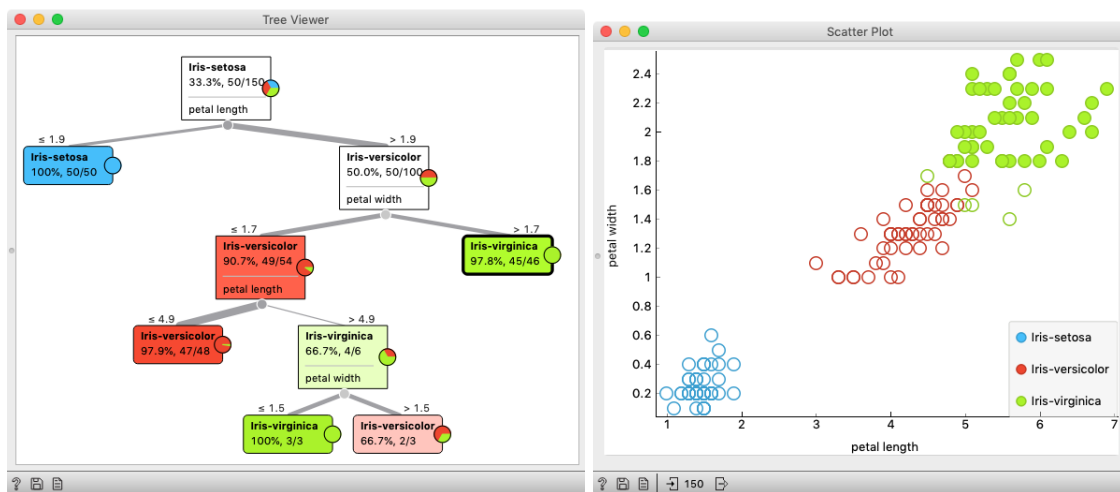 Tree Viewer
Iris-setosa
33.3%, 50/150
petal length
≤ 1.9
> 1.9
Iris-setosa
100%, 50/50
Iris-versicolor
50.0%, 50/100
petal width
≤ 1.7
> 1.7
Iris-versicolor
90.7%, 49/54
petal length
Iris-virginica
97.8%, 45/46
≤ 4.9
> 4.9
Iris-versicolor
97.9%, 47/48
Iris-virginica
66.7%, 4/6
petal width
≤ 1.5
> 1.5
Iris-virginica
100%, 3/3
Iris-versicolor
66.7%, 2/3
?
Scatter Plot
petal width
2.4
2.2
2
1.8
1.6
1.4
1.2
1
0.8
0.6
0.4
0.2
Iris-setosa
Iris-versicolor
Iris-virginica
1
2
3
4
5
6
7
petal length
?
150